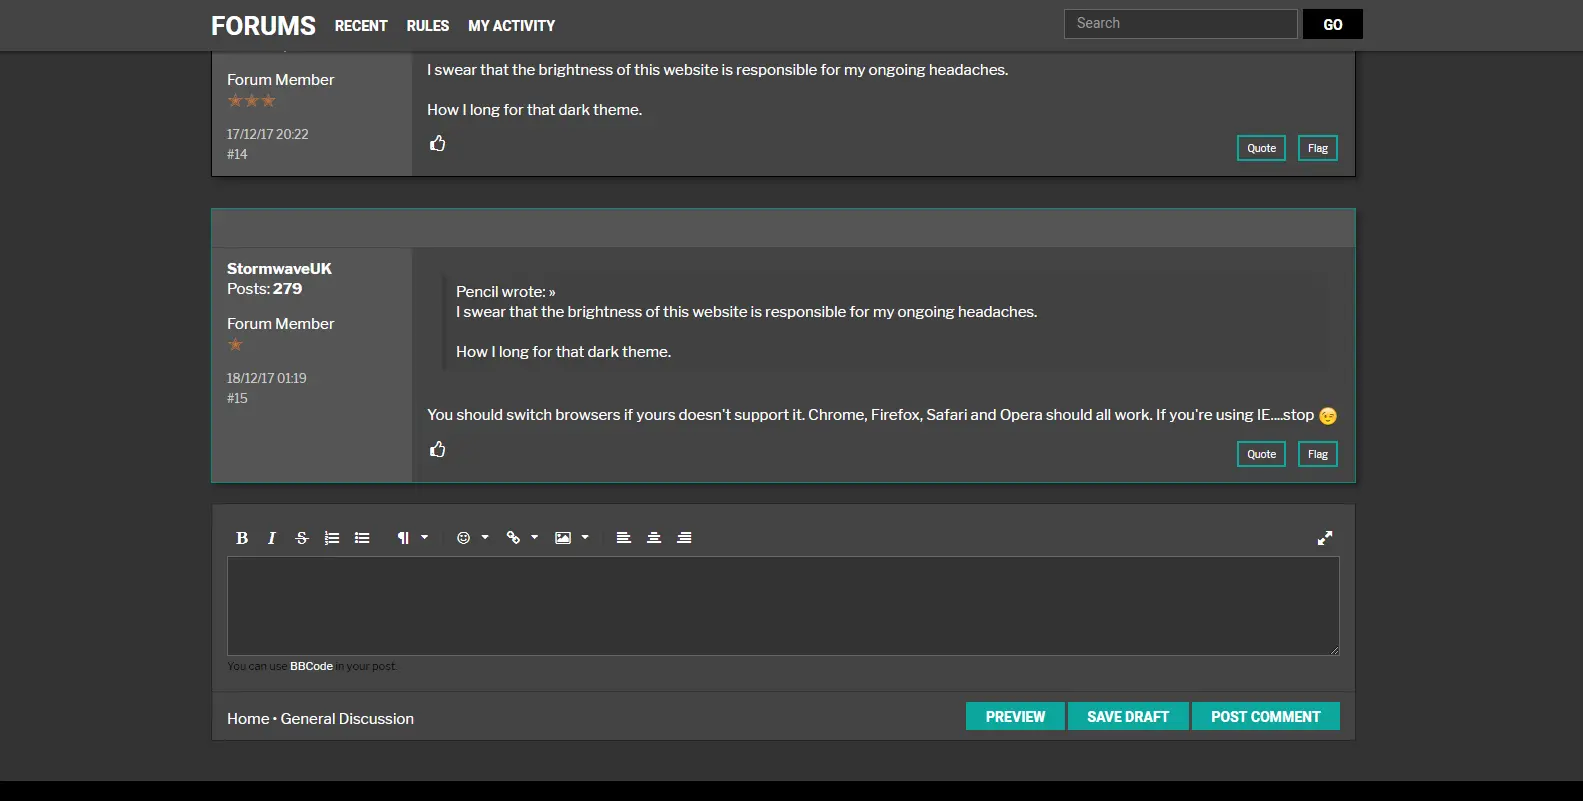 FORUMS RECENT RULES MY ACTIVITY Search GO
I swear that the brightness of this website is responsible for my ongoing headaches.
Forum Member
How I long for that dark theme.
17/12/17 20:22
#14
Quote Flag
StormwaveUK
Posts: 279
Forum Member
18/12/17 01:19
#15
Pencil wrote: »
I swear that the brightness of this website is responsible for my ongoing headaches.
How I long for that dark theme.
You should switch browsers if yours doesn't support it. Chrome, Firefox, Safari and Opera should all work. If you're using IE....stop 😉
Quote Flag
B I S
You can use BBCode in your post.
Home • General Discussion
PREVIEW SAVE DRAFT POST COMMENT